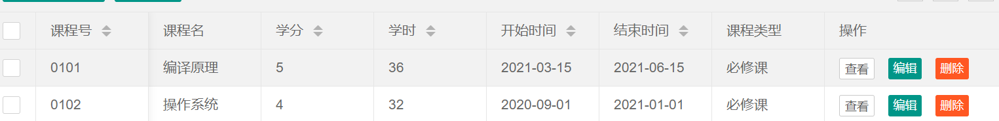 课程号 课程名 学分 学时 开始时间 结束时间 课程类型 操作
0101 编译原理 5 36 2021-03-15 2021-06-15 必修课 查看 编辑 删除
0102 操作系统 4 32 2020-09-01 2021-01-01 必修课 查看 编辑 删除